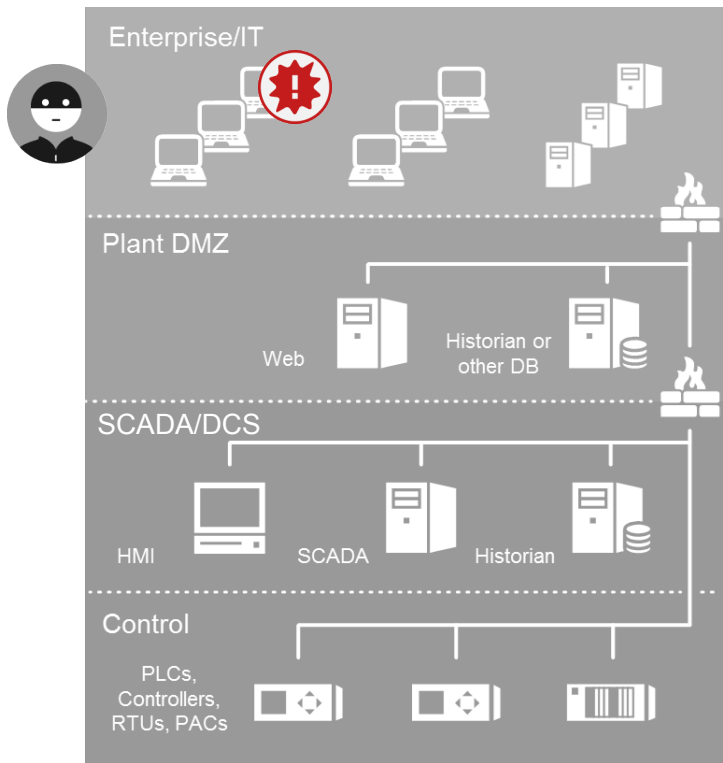 Enterprise/IT
!
Plant DMZ
Web
Historian or
other DB
SCADA/DCS
HMI
SCADA
Historian
Control
PLCs,
Controllers,
RTUs, PACs